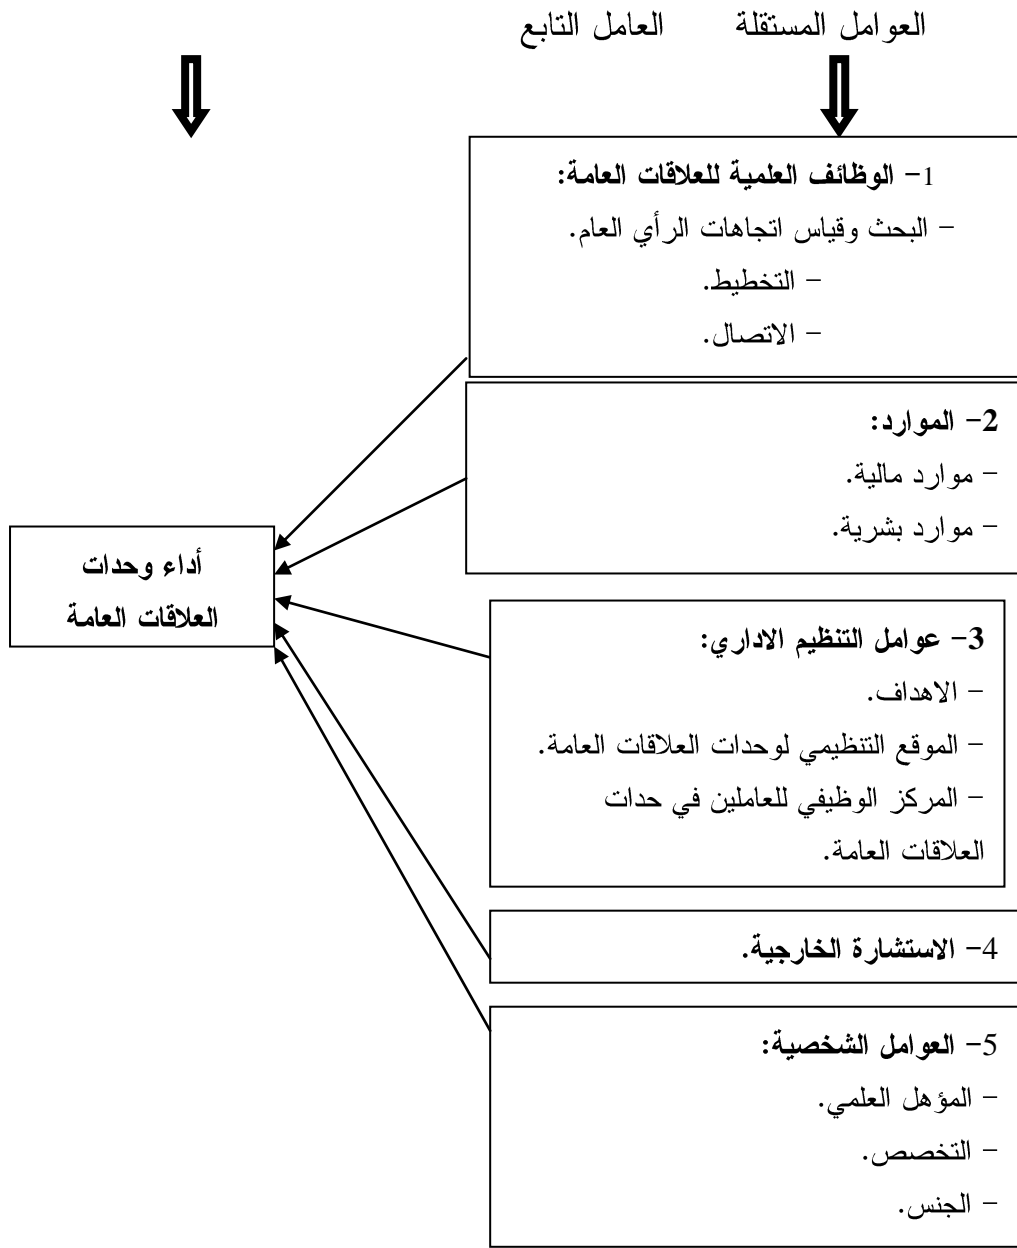 العوامل المستقلة العامل التابع
1- الوظائف العلمية للعلاقات العامة:
- البحث وقياس اتجاهات الرأي العام.
- التخطيط.
- الاتصال.
2- الموارد:
- موارد مالية.
- موارد بشرية.
3- عوامل التنظيم الاداري:
- الاهداف.
- الموقع التنظيمي لوحدات العلاقات العامة.
- المركز الوظيفي للعاملين في حدات
العلاقات العامة.
4- الاستشارة الخارجية.
5- العوامل الشخصية:
- المؤهل العلمي.
- التخصص.
- الجنس.
أداء وحدات
العلاقات العامة